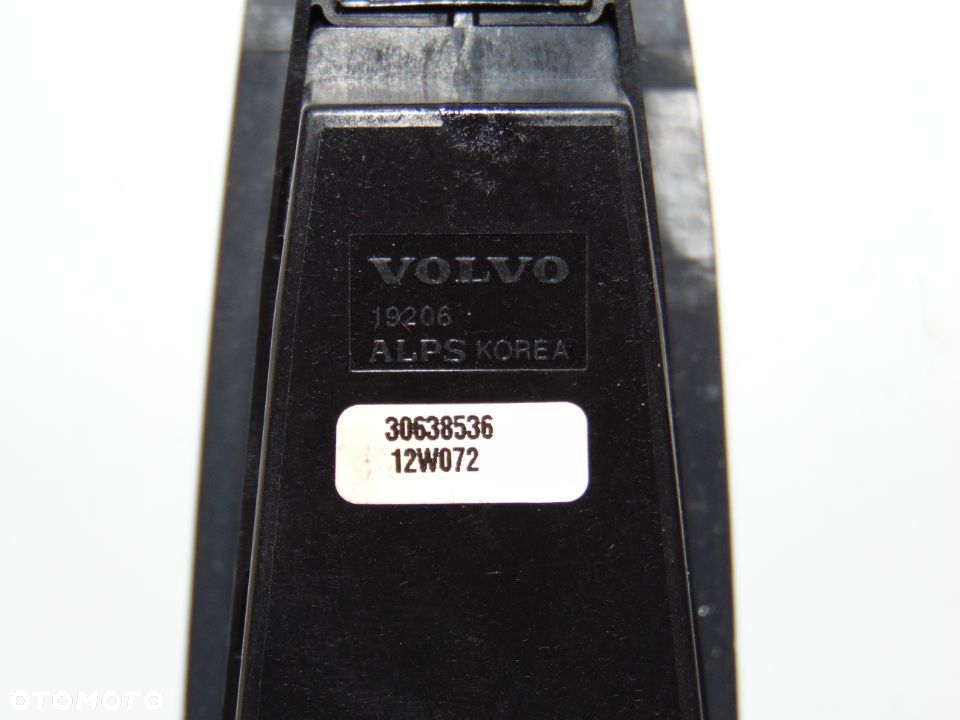 VOLVO
19206
ALPS KOREA
30638536
12W072
OTOMOTO